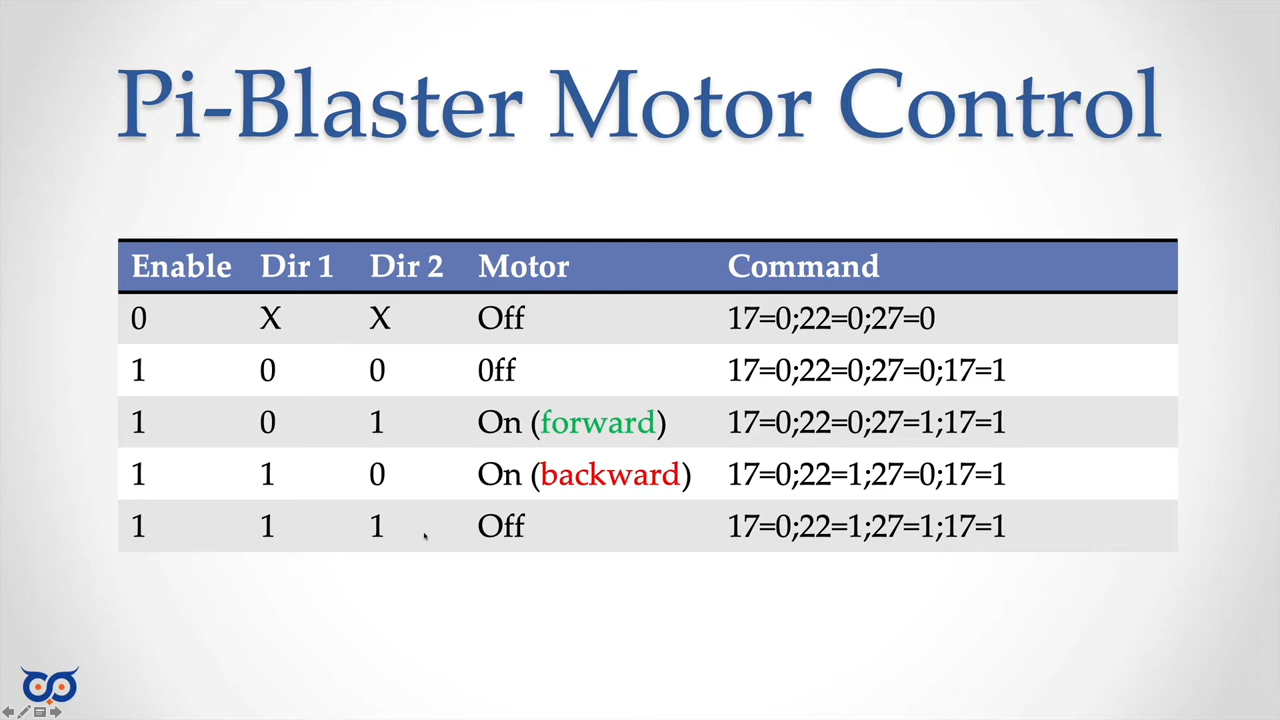 Pi-Blaster Motor Control
Enable Dir 1 Dir 2 Motor Command
0 X X Off 17=0;22=0;27=0
1 0 0 0ff 17=0;22=0;27=0;17=1
1 0 1 On (forward) 17=0;22=0;27=1;17=1
1 1 0 On (backward) 17=0;22=1;27=0;17=1
1 1 1 Off 17=0;22=1;27=1;17=1